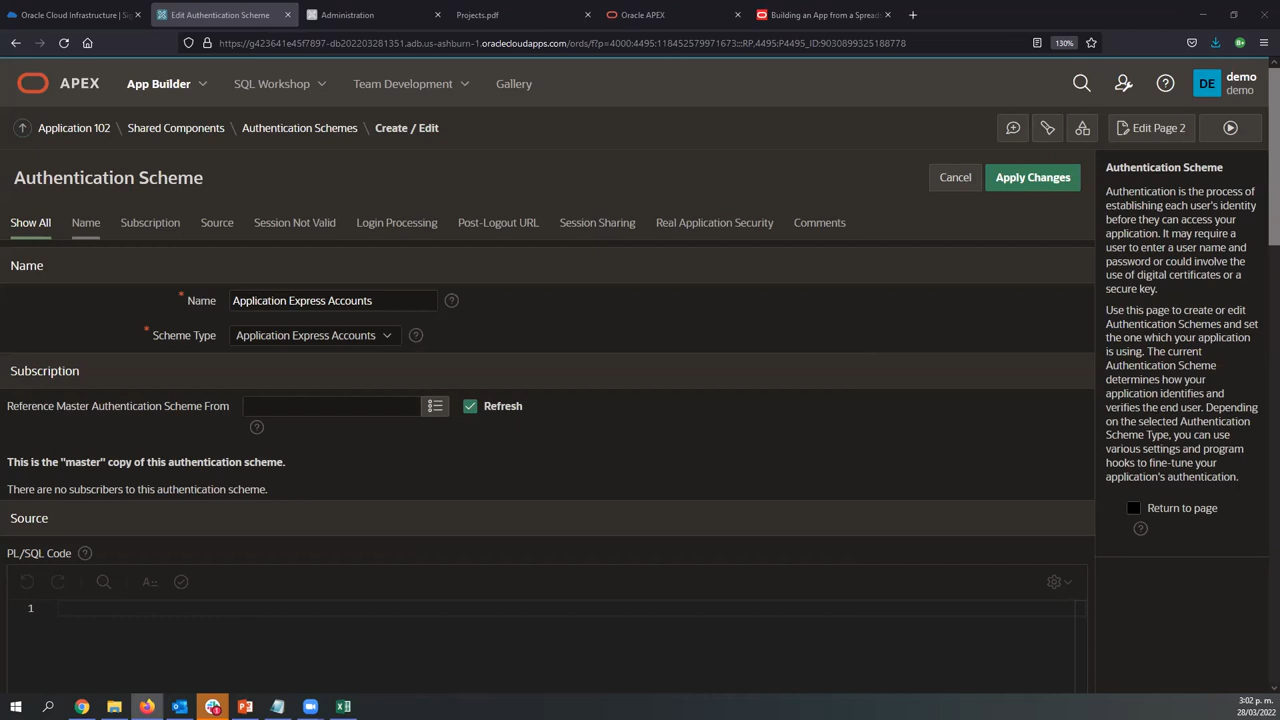 Oracle Cloud Infrastructure | Sig
Edit Authentication Scheme
Administration
Projects.pdf
Oracle APEX
Building an App from a Spreads
https://g423641e45f7897-db202203281351.adb.us-ashburn-1.oraclecloudapps.com/ords/f?p=4000:4495:118452579971673:::RP,4495:P4495_ID:9030899325188778
130%
APEX
App Builder
SQL Workshop
Team Development
Gallery
DE
demo
demo
Application 102 \ Shared Components \ Authentication Schemes \ Create / Edit
Edit Page 2
Authentication Scheme
Cancel
Apply Changes
Show All
Name
Subscription
Source
Session Not Valid
Login Processing
Post-Logout URL
Session Sharing
Real Application Security
Comments
Name
* Name
Application Express Accounts
* Scheme Type
Application Express Accounts
Subscription
Reference Master Authentication Scheme From
Refresh
This is the "master" copy of this authentication scheme.
There are no subscribers to this authentication scheme.
Source
PL/SQL Code
1
Authentication Scheme
Authentication is the process of
establishing each user's identity
before they can access your
application. It may require a
user to enter a user name and
password or could involve the
use of digital certificates or a
secure key.
Use this page to create or edit
Authentication Schemes and set
the one which your application
is using. The current
Authentication Scheme
determines how your
application identifies and
verifies the end user. Depending
on the selected Authentication
Scheme Type, you can use
various settings and program
hooks to fine-tune your
application's authentication.
Return to page
3:02 p. m.
28/03/2022